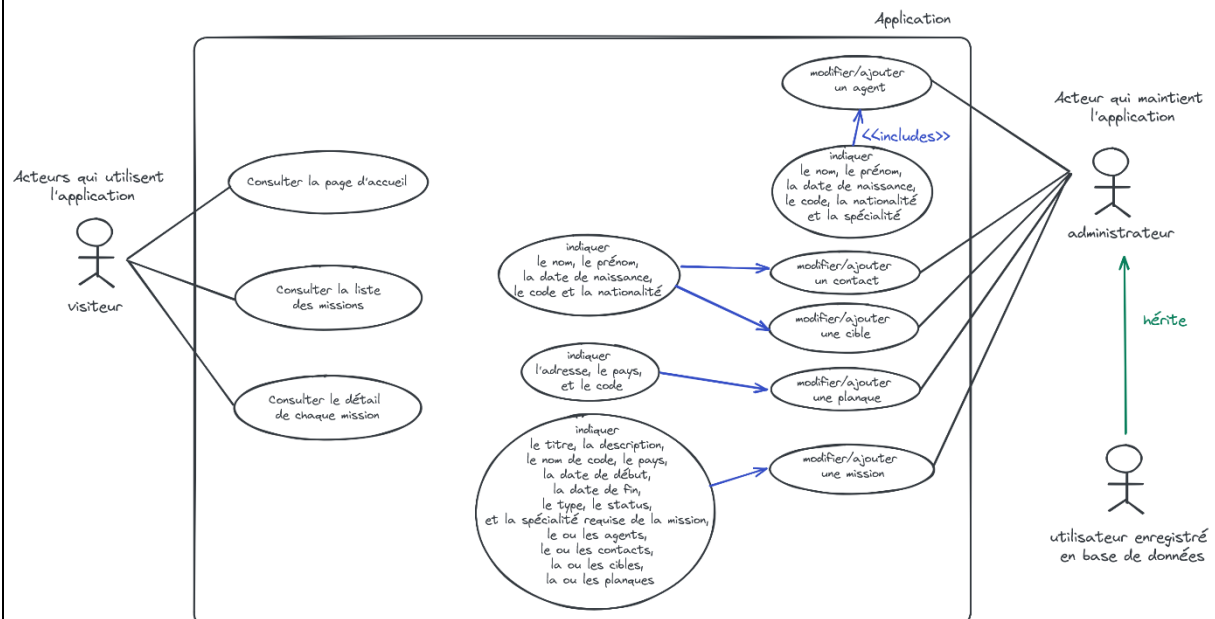 Application
Acteurs qui utilisent
l'application
visiteur
Consulter la page d'accueil
Consulter la liste
des missions
Consulter le détail
de chaque mission
modifier/ajouter
un agent
<<includes>>
indiquer
le nom, le prénom,
la date de naissance,
le code, la nationalité
et la spécialité
indiquer
le nom, le prénom,
la date de naissance,
le code et la nationalité
modifier/ajouter
un contact
modifier/ajouter
une cible
indiquer
l'adresse, le pays,
et le code
modifier/ajouter
une planque
indiquer
le titre, la description,
le nom de code, le pays,
la date de début,
la date de fin,
le type, le status,
et la spécialité requise de la mission,
le ou les agents,
le ou les contacts,
la ou les cibles,
la ou les planques
modifier/ajouter
une mission
Acteur qui maintient
l'application
administrateur
hérite
utilisateur enregistré
en base de données